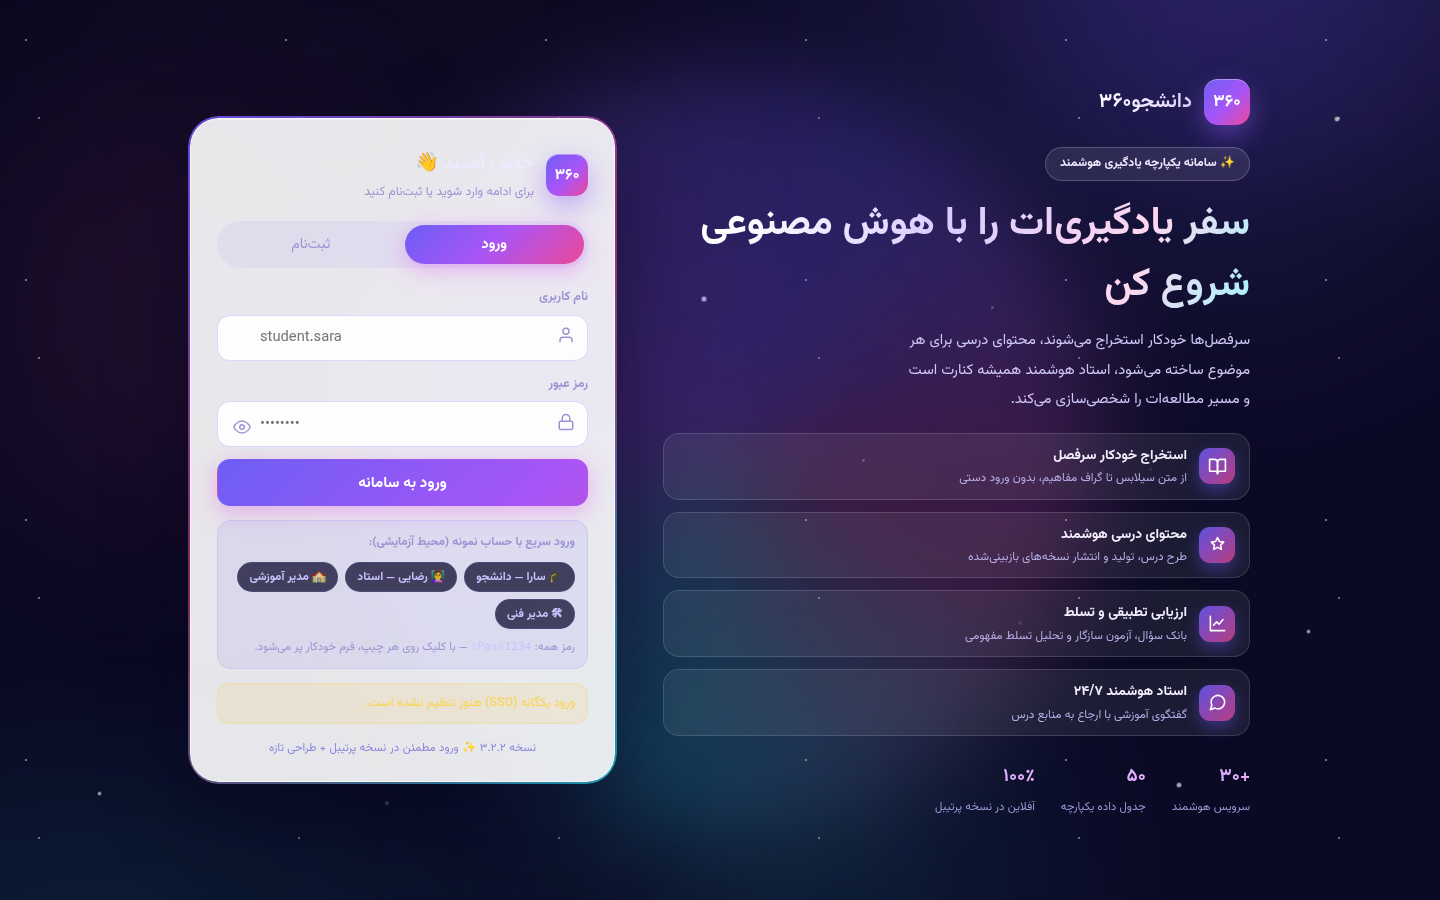 ۳۶۰
دانشجو۳۶۰
✨ سامانه یکپارچه یادگیری هوشمند
سفر یادگیری‌ات را با هوش مصنوعی
شروع کن
سرفصل‌ها خودکار استخراج می‌شوند، محتوای درسی برای هر
موضوع ساخته می‌شود، استاد هوشمند همیشه کنارت است
و مسیر مطالعه‌ات را شخصی‌سازی می‌کند.
استخراج خودکار سرفصل
از متن سیلابس تا گراف مفاهیم، بدون ورود دستی
محتوای درسی هوشمند
طرح درس، تولید و انتشار نسخه‌های بازبینی‌شده
ارزیابی تطبیقی و تسلط
بانک سؤال، آزمون سازگار و تحلیل تسلط مفهومی
استاد هوشمند ۲۴/۷
گفتگوی آموزشی با ارجاع به منابع درس
+۳۰
سرویس هوشمند
۵۰
جدول داده یکپارچه
۱۰۰٪
آفلاین در نسخه پرتیبل
۳۶۰
خوش آمدید 👋
برای ادامه وارد شوید یا ثبت‌نام کنید
ورود
ثبت‌نام
نام کاربری
student.sara
رمز عبور
••••••••
ورود به سامانه
ورود سریع با حساب نمونه (محیط آزمایشی):
🎓 سارا — دانشجو
👩‍🏫 رضایی — استاد
🏫 مدیر آموزشی
🛠 مدیر فنی
رمز همه: Pass1234! — با کلیک روی هر چیپ، فرم خودکار پر می‌شود.
ورود یکگانه (SSO) هنوز تنظیم نشده است.
نسخه ۳.۲.۲ ✨ ورود مطمئن در نسخه پرتیبل + طراحی تازه